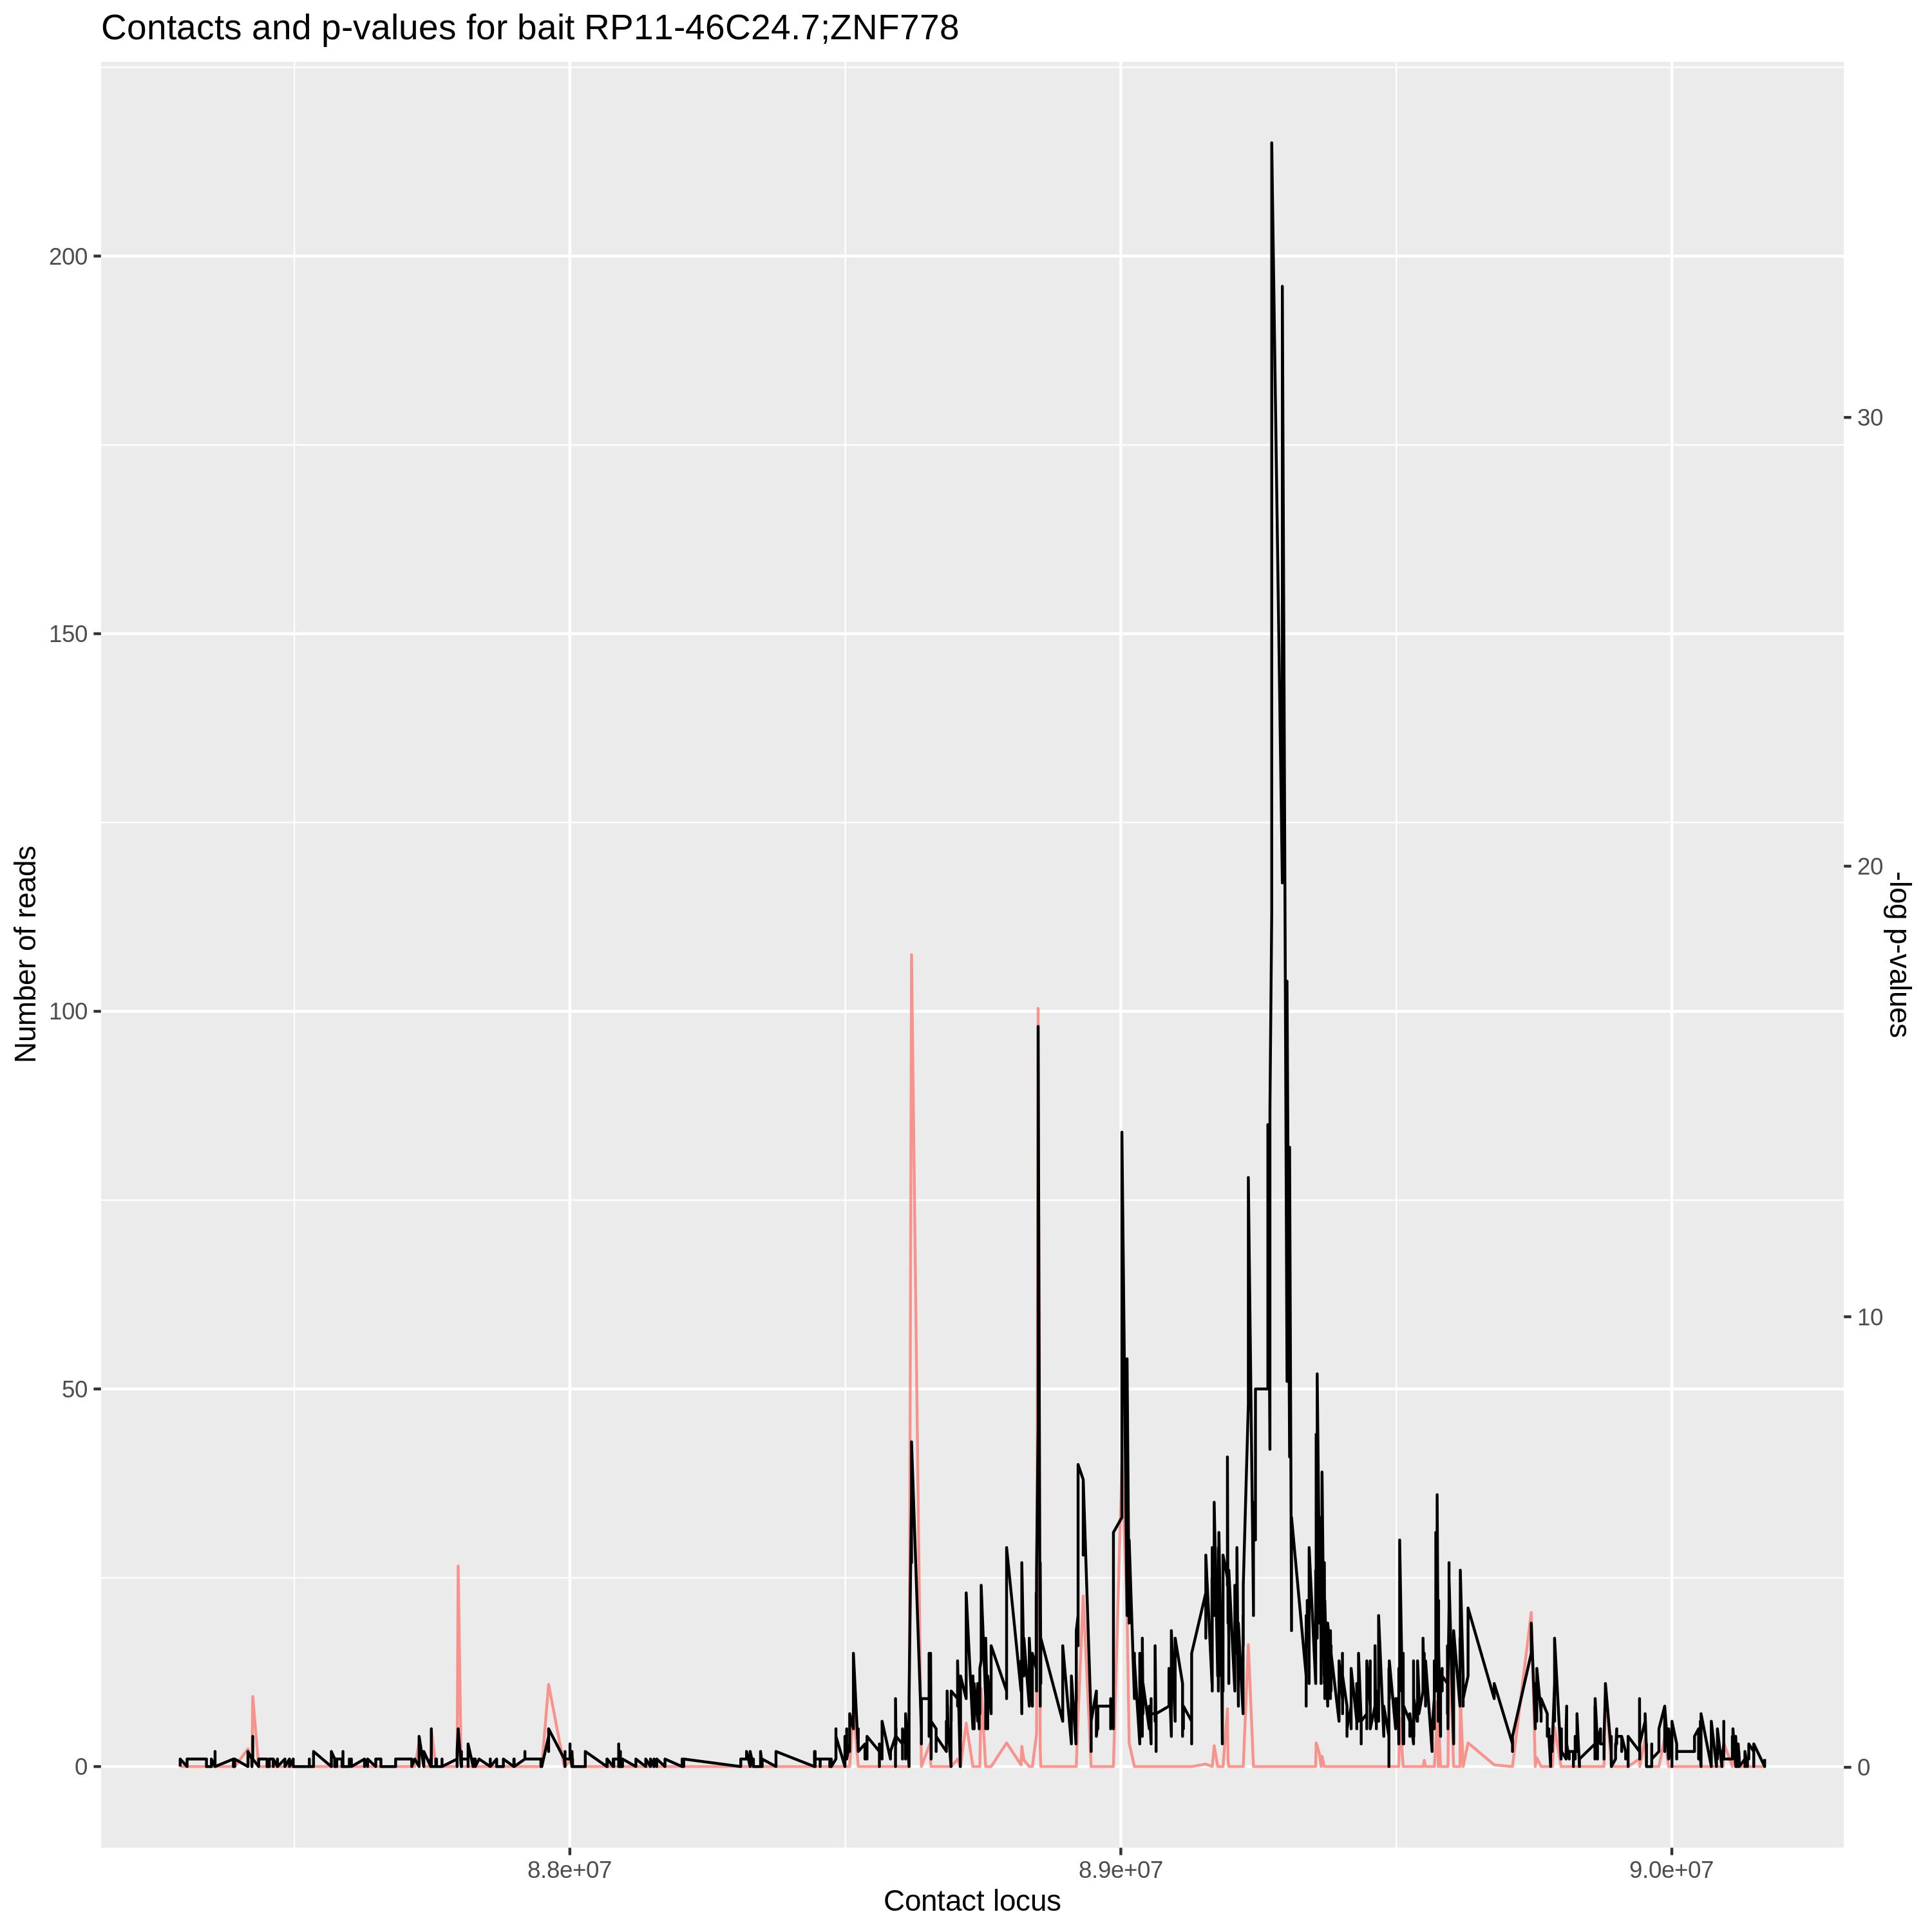 Contacts and p-values for bait RP11-46C24.7;ZNF778
200
150
100
50
0
Number of reads
30
20
10
0
-log p-values
8.8e+07
8.9e+07
9.0e+07
Contact locus